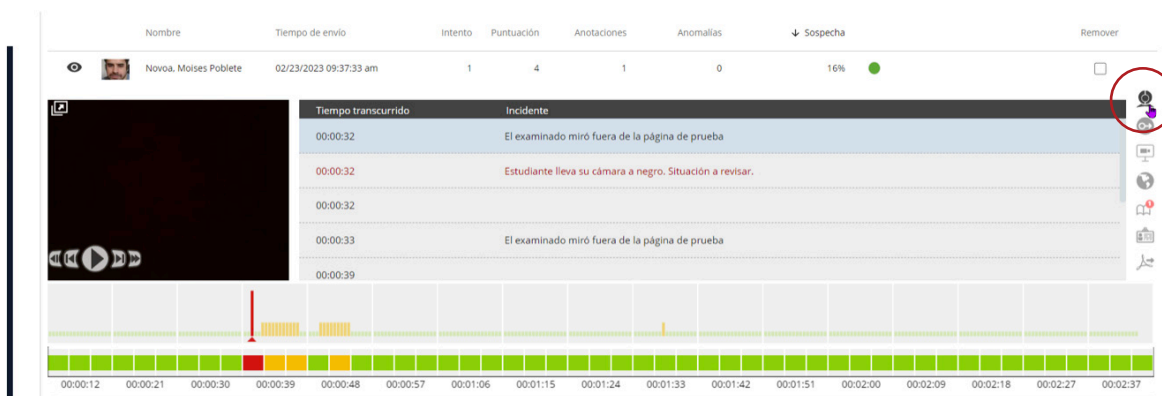 Nombre Tiempo de envío Intento Puntuación Anotaciones Anomalías ↓ Sospecha Remover
Novoa. Moises Poblete 02/23/2023 09:37:33 am 1 4 1 0 16%
Tiempo transcurrido Incidente
00:00:32 El examinado miró fuera de la página de prueba
00:00:32 Estudiante lleva su cámara a negro. Situación a revisar.
00:00:32
00:00:33 El examinado miró fuera de la página de prueba
00:00:39
00:00:12 00:00:21 00:00:30 00:00:39 00:00:48 00:00:57 00:01:06 00:01:15 00:01:24 00:01:33 00:01:42 00:01:51 00:02:00 00:02:09 00:02:18 00:02:27 00:02:37